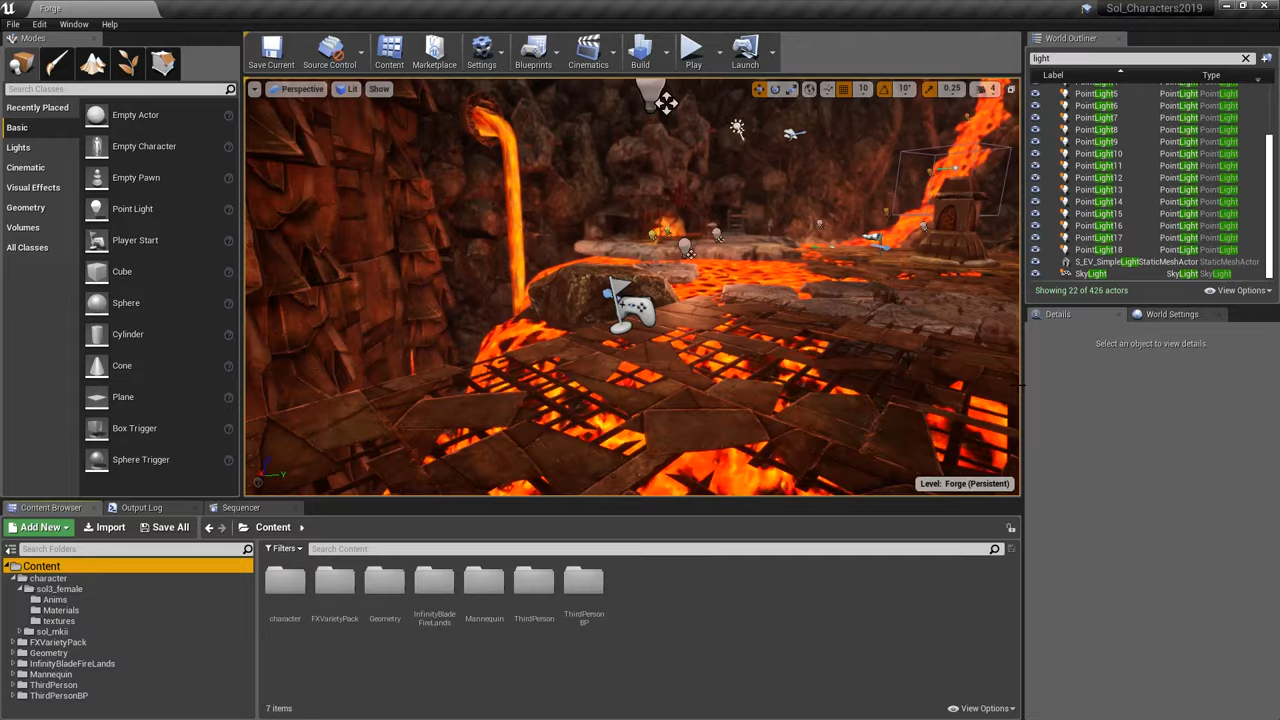 Forge
Sol_Characters2019
File Edit Window Help
Modes
Search Classes
Recently Placed
Basic
Lights
Cinematic
Visual Effects
Geometry
Volumes
All Classes
Empty Actor
Empty Character
Empty Pawn
Point Light
Player Start
Cube
Sphere
Cylinder
Cone
Plane
Box Trigger
Sphere Trigger
Save Current Source Control Content Marketplace Settings Blueprints Cinematics Build Play Launch
Perspective Lit Show 10 10° 0.25 4
Level: Forge (Persistent)
World Outliner
light
Label Type
PointLight5 PointLight
PointLight6 PointLight
PointLight7 PointLight
PointLight8 PointLight
PointLight9 PointLight
PointLight10 PointLight
PointLight11 PointLight
PointLight12 PointLight
PointLight13 PointLight
PointLight14 PointLight
PointLight15 PointLight
PointLight16 PointLight
PointLight17 PointLight
PointLight18 PointLight
S_EV_SimpleLightStaticMeshActor StaticMeshActor
SkyLight SkyLight
Showing 22 of 426 actors View Options
Details World Settings
Select an object to view details.
Content Browser Output Log Sequencer
Add New Import Save All Content
Search Folders
Filters Search Content
Content
character
sol3_female
Anims
Materials
textures
sol_mkii
FXVarietyPack
Geometry
InfinityBladeFireLands
Mannequin
ThirdPerson
ThirdPersonBP
character FXVarietyPack Geometry InfinityBlade Mannequin ThirdPerson ThirdPerson
FireLands BP
7 items View Options